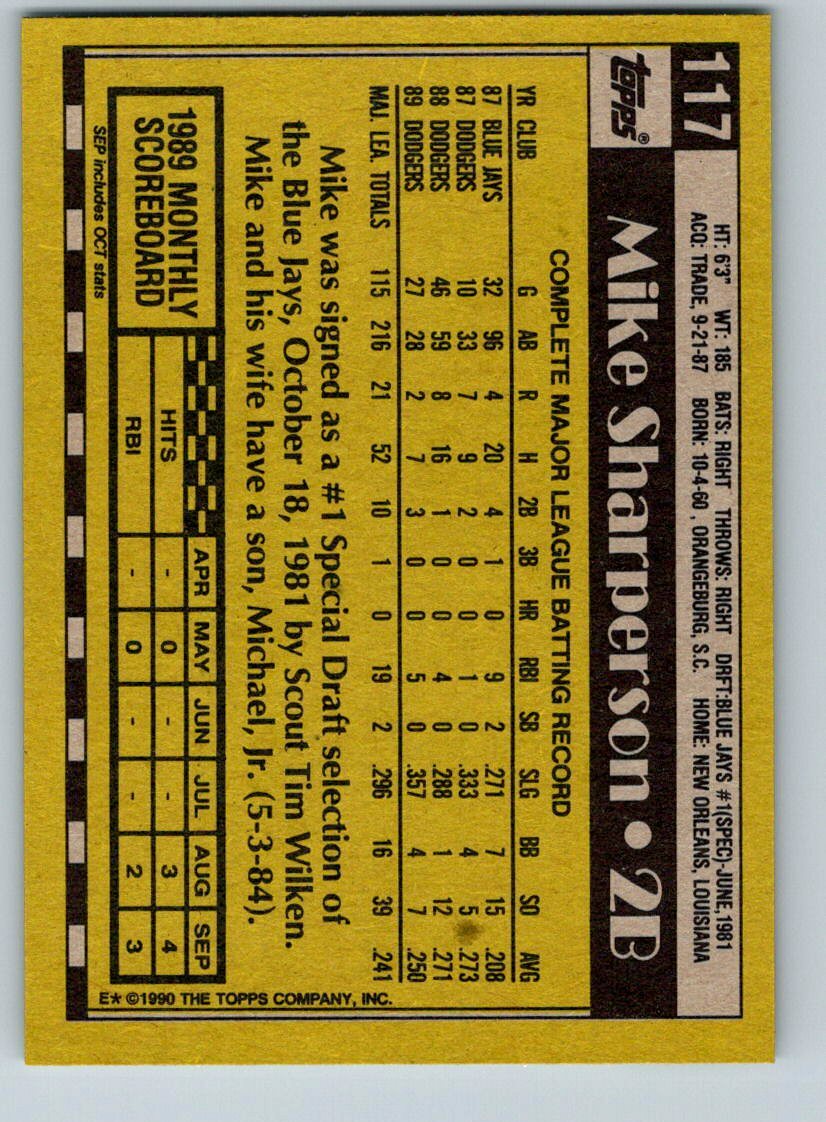 117
HT: 6'3" WT: 185 BATS: RIGHT THROWS: RIGHT DRFT:BLUE JAYS #1(SPEC)-JUNE,1981
ACQ: TRADE, 9-21-87 BORN: 10-4-60 , ORANGEBURG, S.C. HOME: NEW ORLEANS, LOUISIANA
topps®
Mike Sharperson • 2B
COMPLETE MAJOR LEAGUE BATTING RECORD
YR CLUB G AB R H 2B 3B HR RBI SB SLG BB SO AVG
87 BLUE JAYS 32 96 4 20 4 1 0 9 2 .271 7 15 .208
87 DODGERS 10 33 7 9 2 0 0 1 0 .333 4 5 .273
88 DODGERS 46 59 8 16 1 0 0 4 0 .288 1 12 .271
89 DODGERS 27 28 2 7 3 0 0 5 0 .357 4 7 .250
MAJ. LEA. TOTALS 115 216 21 52 10 1 0 19 2 .296 16 39 .241
Mike was signed as a #1 Special Draft selection of
the Blue Jays, October 18, 1981 by Scout Tim Wilken.
Mike and his wife have a son, Michael, Jr. (5-3-84).
1989 MONTHLY
SCOREBOARD
APR MAY JUN JUL AUG SEP
HITS - 0 - - 3 4
RBI - 0 - - 2 3
SEP includes OCT stats
E★ ©1990 THE TOPPS COMPANY, INC.